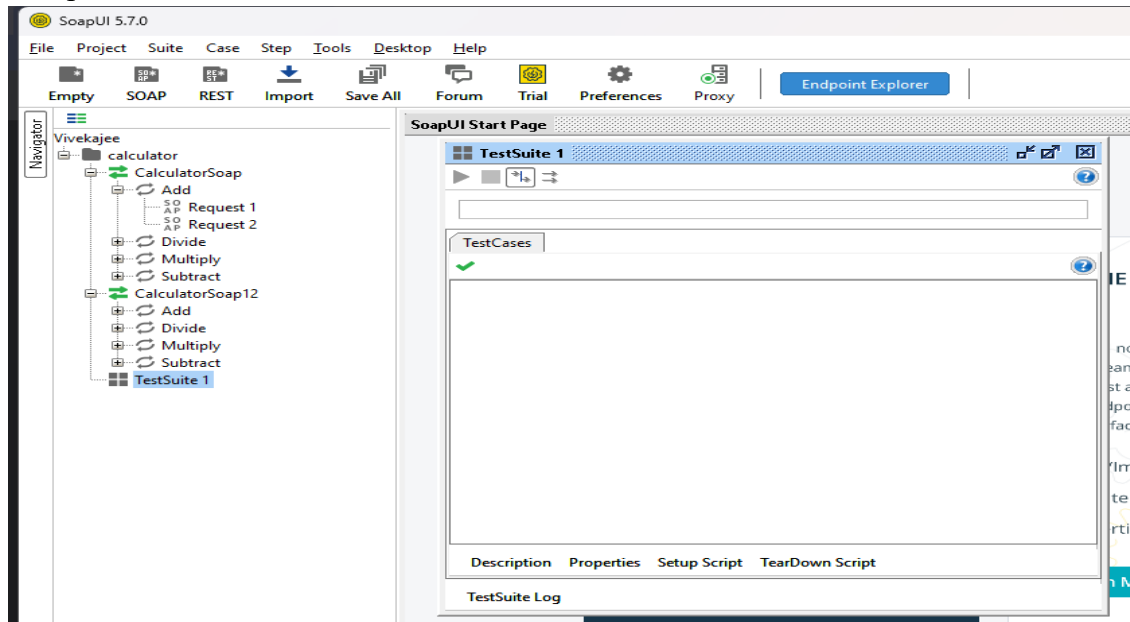 SoapUI 5.7.0
File Project Suite Case Step Tools Desktop Help
Empty SOAP REST Import Save All Forum Trial Preferences Proxy Endpoint Explorer
Navigator
Vivekajee
calculator
CalculatorSoap
Add
SOAP Request 1
SOAP Request 2
Divide
Multiply
Subtract
CalculatorSoap12
Add
Divide
Multiply
Subtract
TestSuite 1
SoapUI Start Page
TestSuite 1
TestCases
Description Properties Setup Script TearDown Script
TestSuite Log